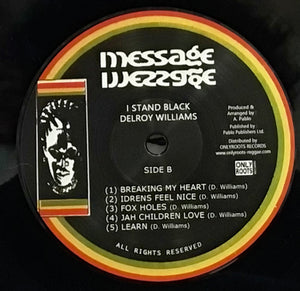 message
message
I STAND BLACK
DELROY WILLIAMS
Produced &
Arranged by
A. Pablo
Published by
Pablo Publishers Ltd.
Distributed by
ONLYROOTS RECORDS
www.onlyroots-reggae.com
SIDE B
ONLY
ROOTS
(1) BREAKING MY HEART (D. Williams)
(2) IDRENS FEEL NICE (D. Williams)
(3) FOX HOLES (D. Williams)
(4) JAH CHILDREN LOVE (D. Williams)
(5) LEARN (D. Williams)
ALL RIGHTS RESERVED